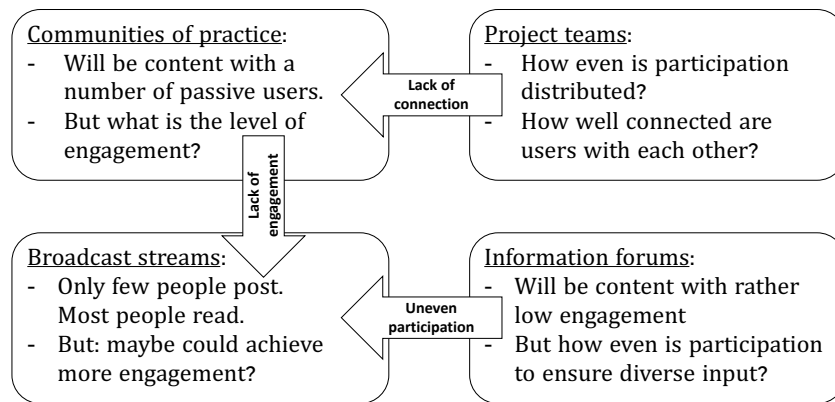 Communities of practice:
- Will be content with a
number of passive users.
- But what is the level of
engagement?
Lack of
connection
Project teams:
- How even is participation
distributed?
- How well connected are
users with each other?
Lack of
engagement
Broadcast streams:
- Only few people post.
Most people read.
- But: maybe could achieve
more engagement?
Uneven
participation
Information forums:
- Will be content with rather
low engagement
- But how even is participation
to ensure diverse input?